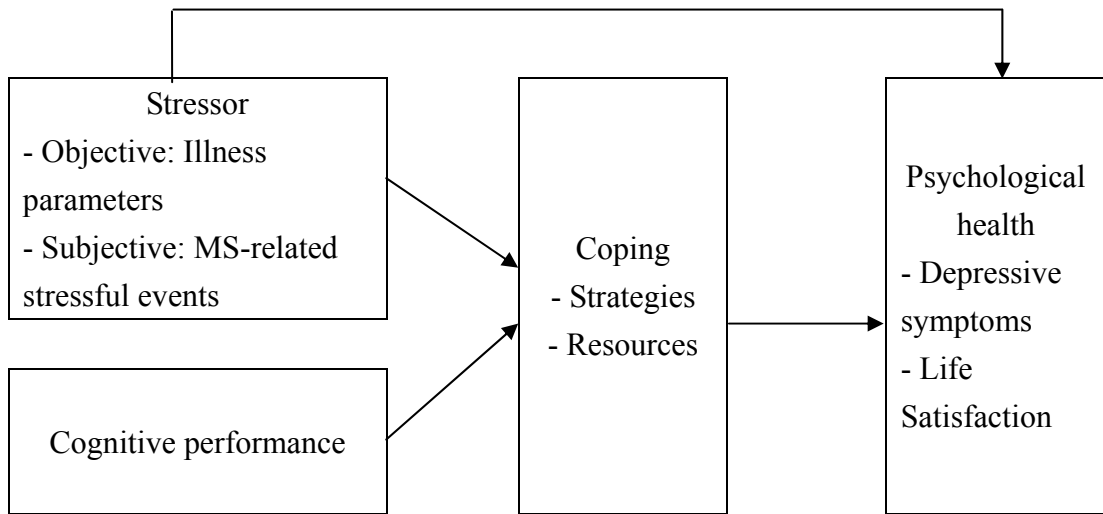 Stressor
- Objective: Illness
parameters
- Subjective: MS-related
stressful events
Cognitive performance
Coping
- Strategies
- Resources
Psychological
health
- Depressive
symptoms
- Life
Satisfaction